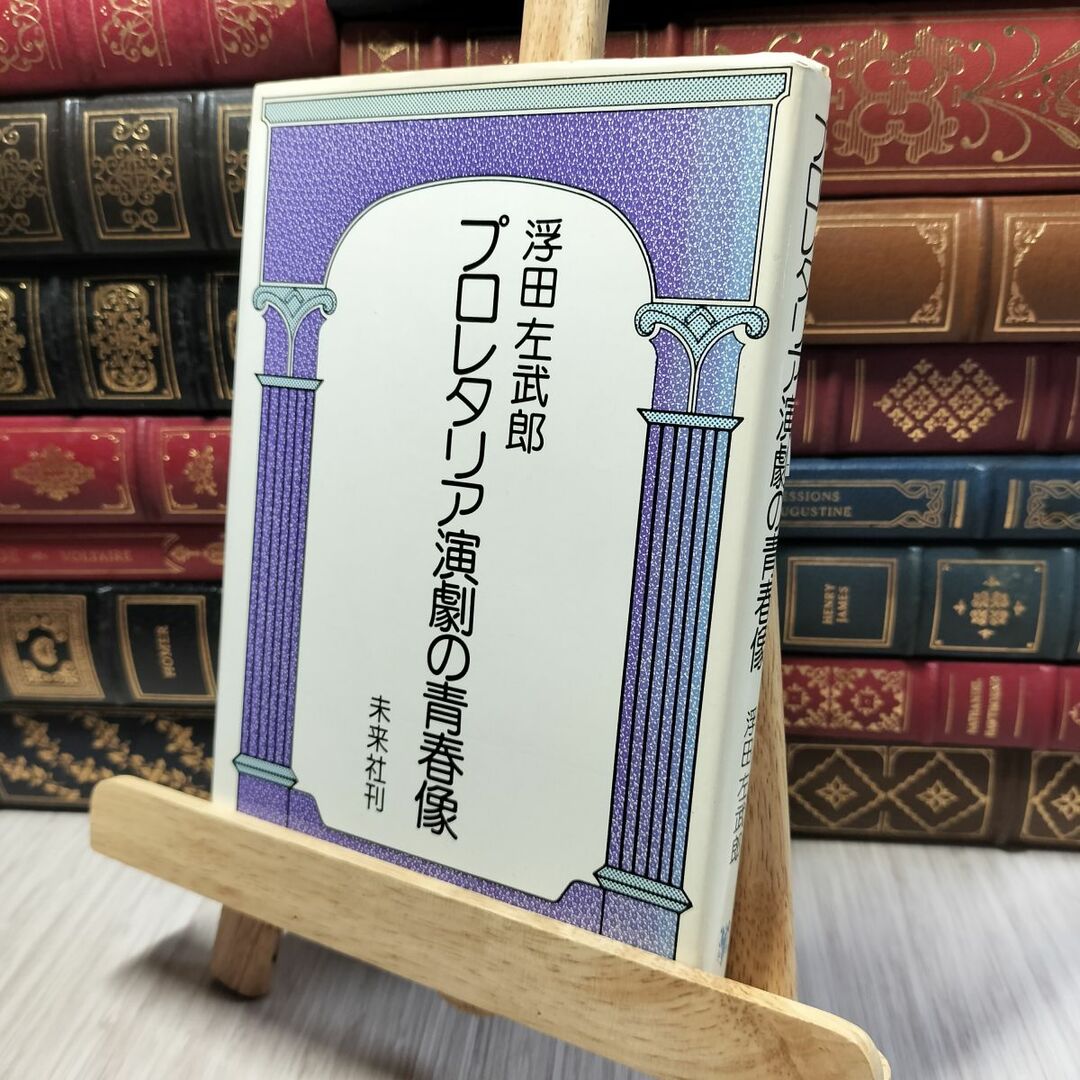 浮田左武郎
プロレタリア演劇の青春像
未来社刊
プロレタリア演劇の青春像
浮田左武郎
VOLTAIRE
HOMER
AUGUSTINE
HENRY
JAMES